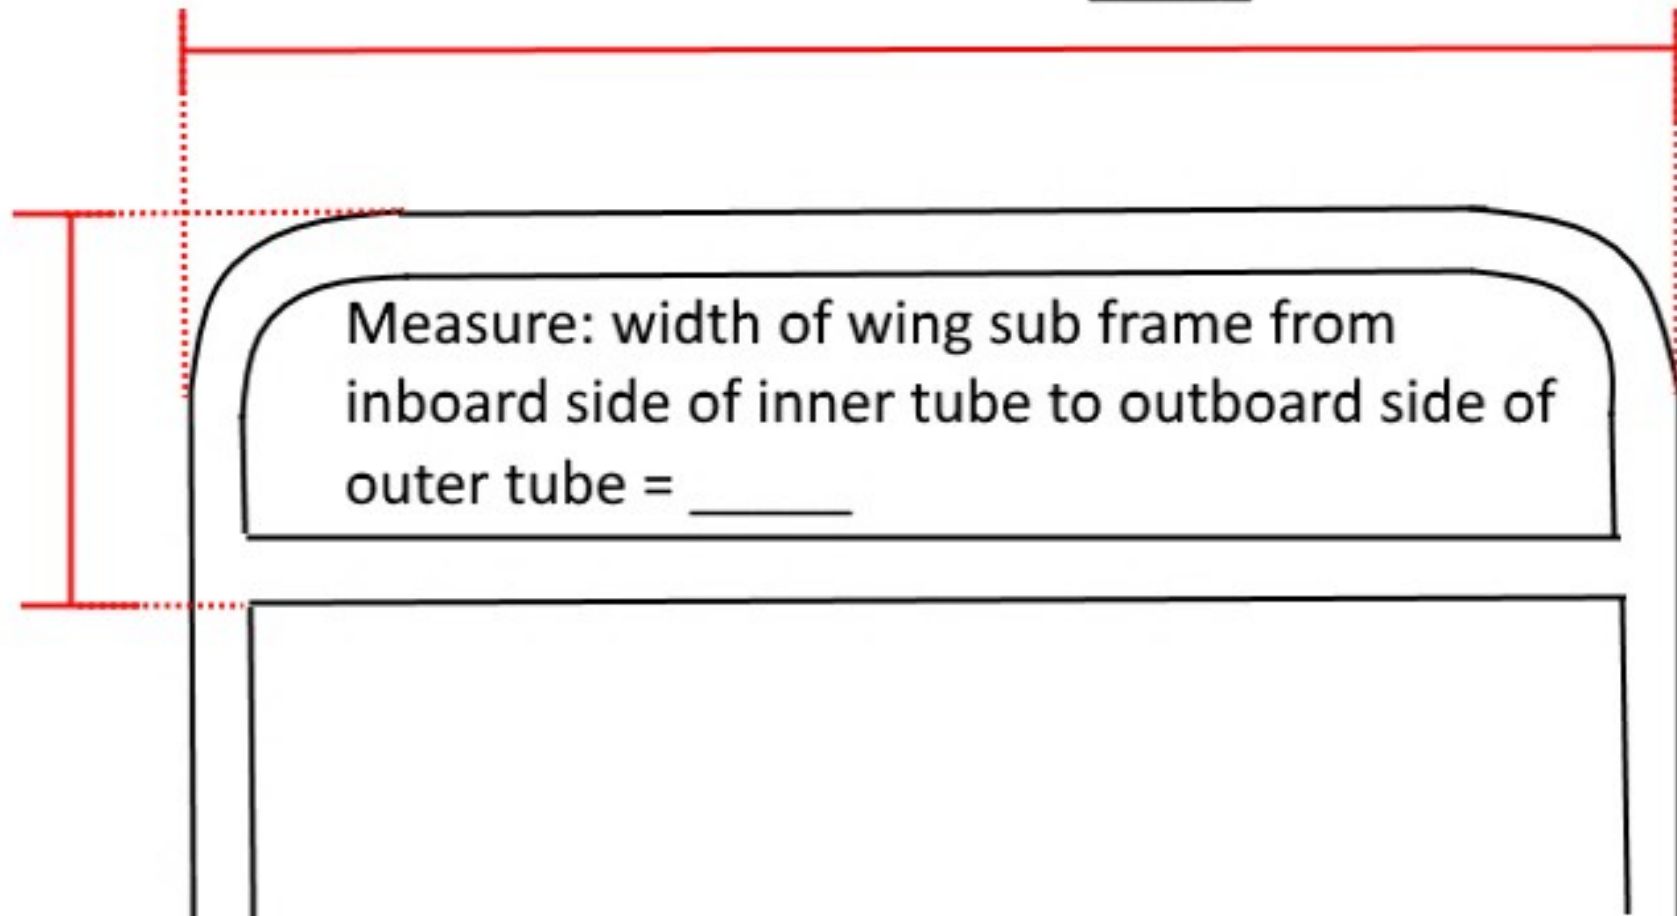 Measure: width of wing sub frame from
inboard side of inner tube to outboard side of
outer tube = _____